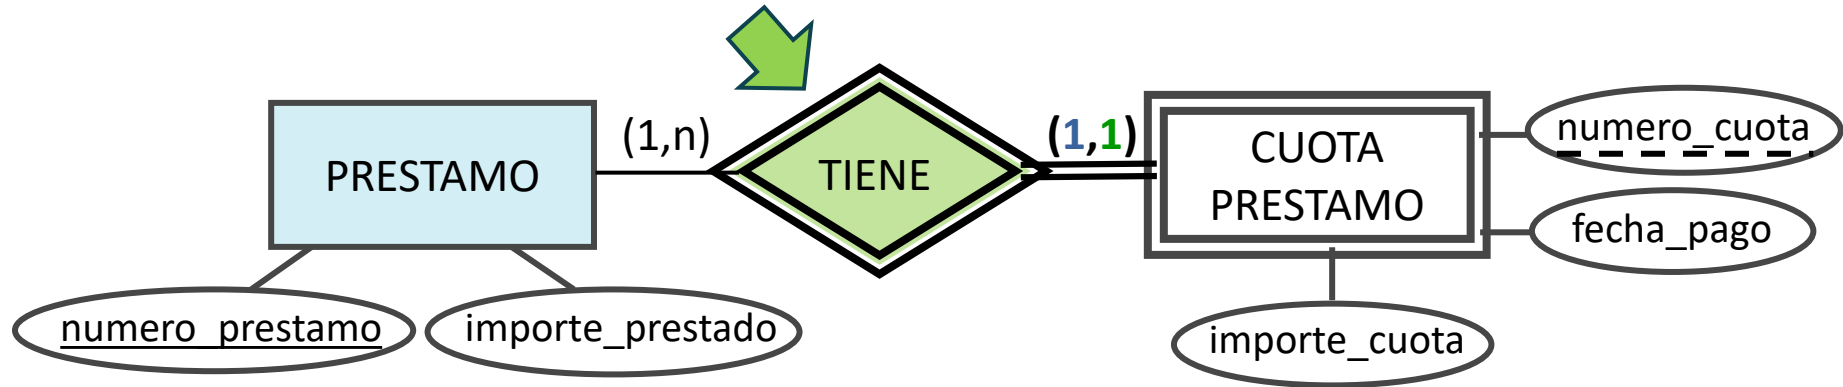 PRESTAMO
(1,n)
TIENE
(1,1)
CUOTA
PRESTAMO
numero_cuota
fecha_pago
numero_prestamo
importe_prestado
importe_cuota